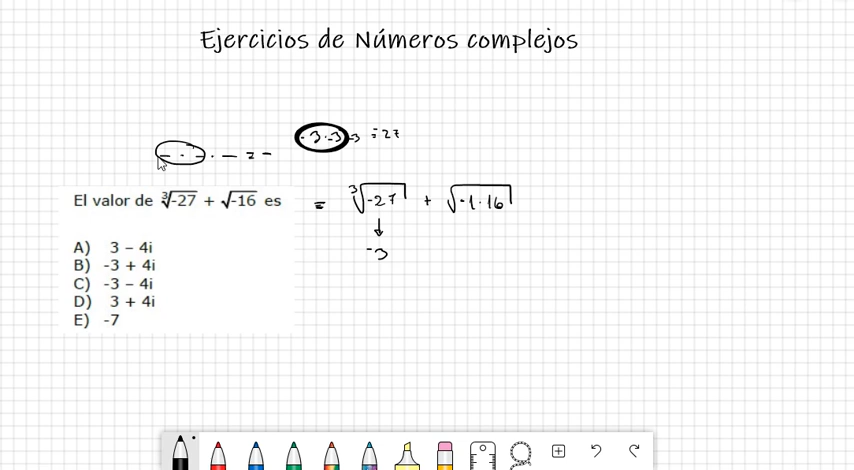 Ejercicios de Números complejos
-3·-3·-3 = 27
- · - · - = -
El valor de ∛-27 + √-16 es
= ∛-27 + √-1·16
↓
-3
A) 3 – 4i
B) -3 + 4i
C) -3 – 4i
D) 3 + 4i
E) -7